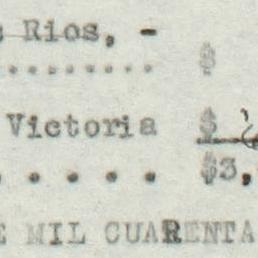 Rios, -
........ $
Victoria $
. . . . . $3,
MIL CUARENTA